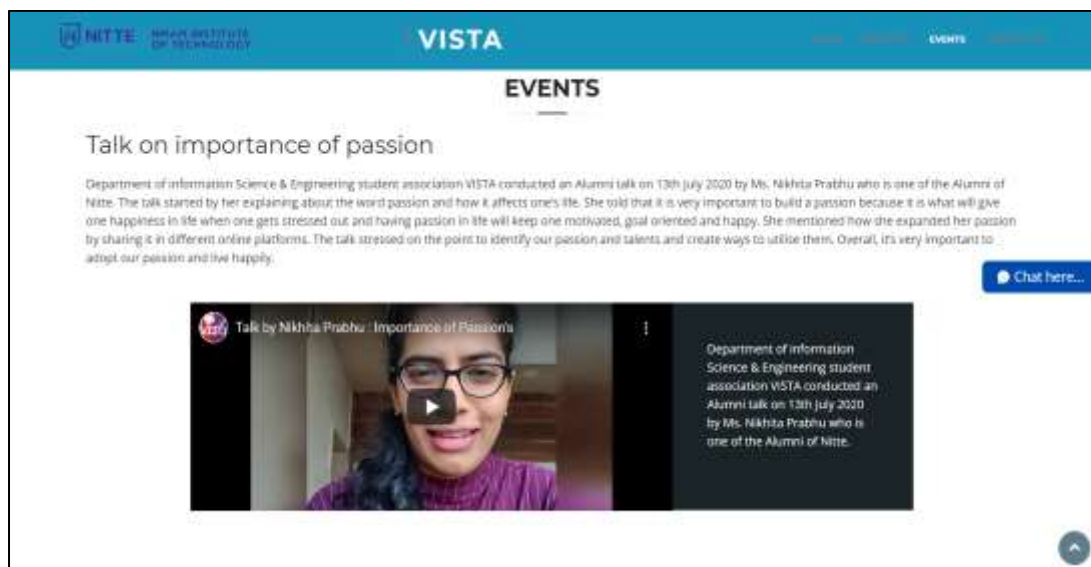 NITTE
NMAM INSTITUTE
OF TECHNOLOGY
VISTA
EVENTS
EVENTS
Talk on importance of passion
Department of information Science & Engineering student association VISTA conducted an Alumni talk on 13th July 2020 by Ms. Nikhita Prabhu who is one of the Alumni of
Nitte. The talk started by her explaining about the word passion and how it affects one's life. She told that it is very important to build a passion because it is what will give
one happiness in life when one gets stressed out and having passion in life will keep one motivated, goal oriented and happy. She mentioned how she expanded her passion
by sharing it in different online platforms. The talk stressed on the point to identify our passion and talents and create ways to utilise them. Overall, it's very important to
adopt our passion and live happily.
Chat here...
Talk by Nikhita Prabhu : Importance of Passion's
Department of information
Science & Engineering student
association VISTA conducted an
Alumni talk on 13th July 2020
by Ms. Nikhita Prabhu who is
one of the Alumni of Nitte.